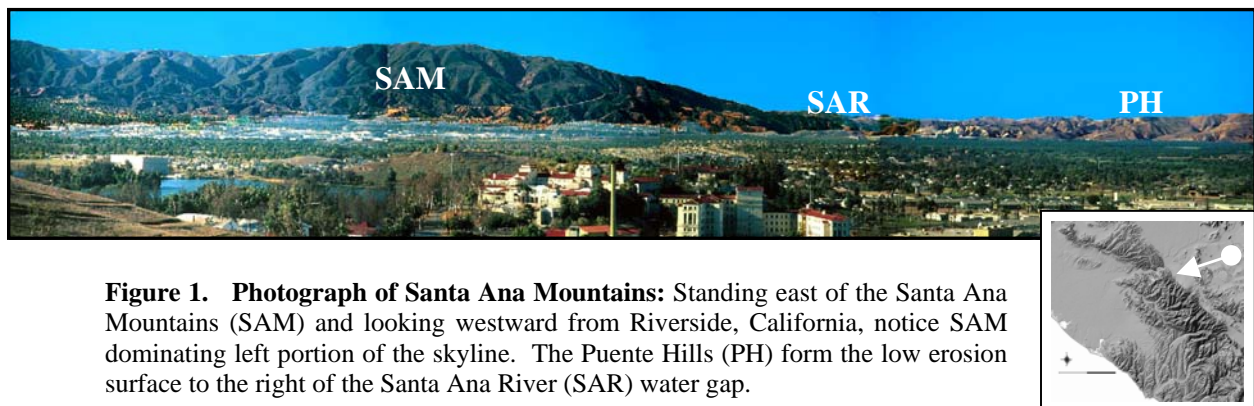 SAM
SAR
PH
Figure 1. Photograph of Santa Ana Mountains: Standing east of the Santa Ana
Mountains (SAM) and looking westward from Riverside, California, notice SAM
dominating left portion of the skyline. The Puente Hills (PH) form the low erosion
surface to the right of the Santa Ana River (SAR) water gap.